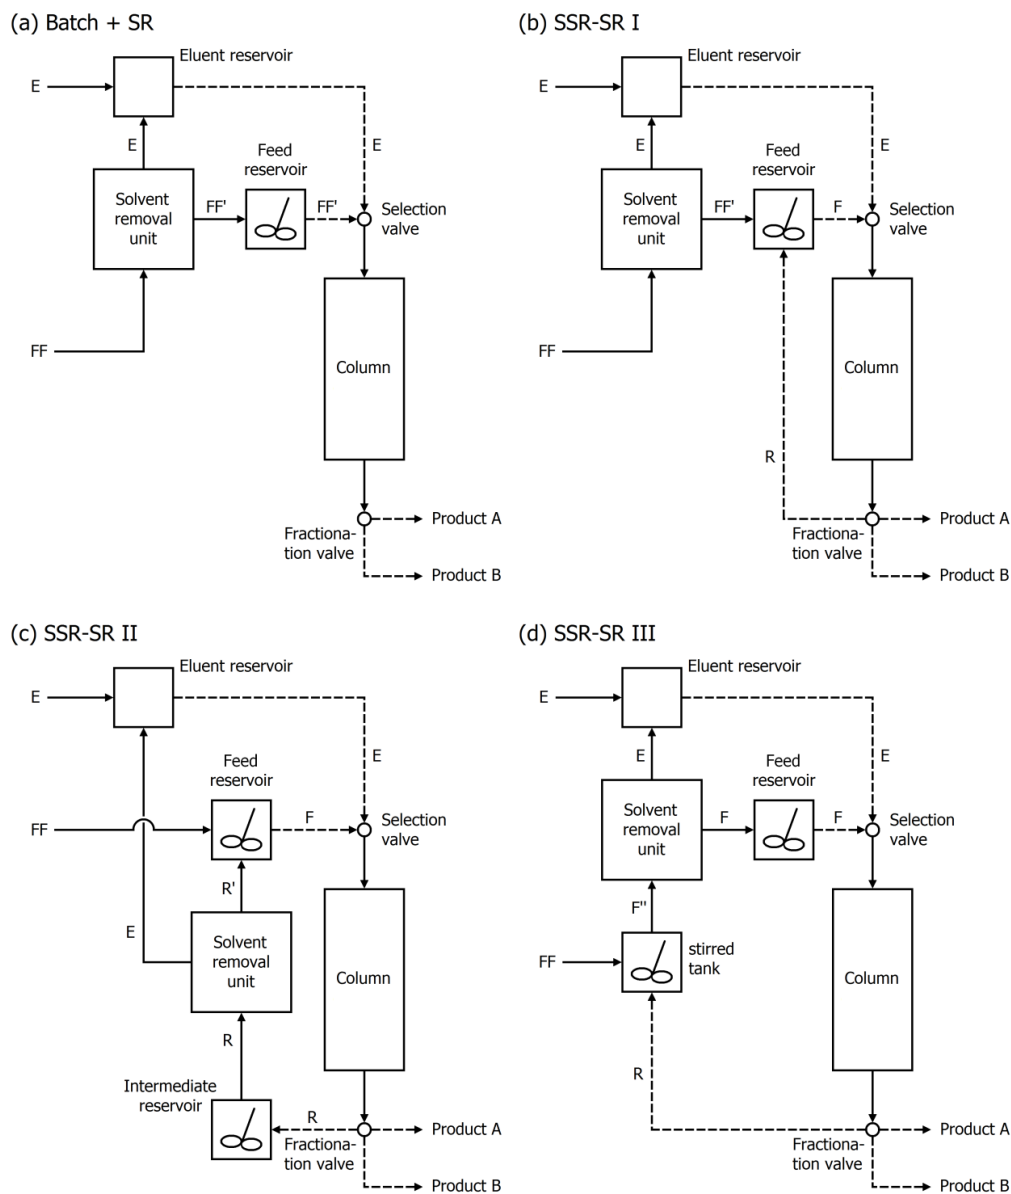 (a) Batch + SR
Eluent reservoir
E
E
E
Feed
reservoir
Solvent
removal
unit
FF'
FF'
Selection
valve
FF
Column
Fractiona-
tion valve
Product A
Product B
(b) SSR-SR I
Eluent reservoir
E
E
E
Feed
reservoir
Solvent
removal
unit
FF'
F
Selection
valve
FF
Column
R
Fractiona-
tion valve
Product A
Product B
(c) SSR-SR II
Eluent reservoir
E
E
Feed
reservoir
FF
F
Selection
valve
R'
E
Solvent
removal
unit
Column
R
Intermediate
reservoir
R
Fractiona-
tion valve
Product A
Product B
(d) SSR-SR III
Eluent reservoir
E
E
E
Feed
reservoir
Solvent
removal
unit
F
F
Selection
valve
F''
FF
stirred
tank
Column
R
Fractiona-
tion valve
Product A
Product B